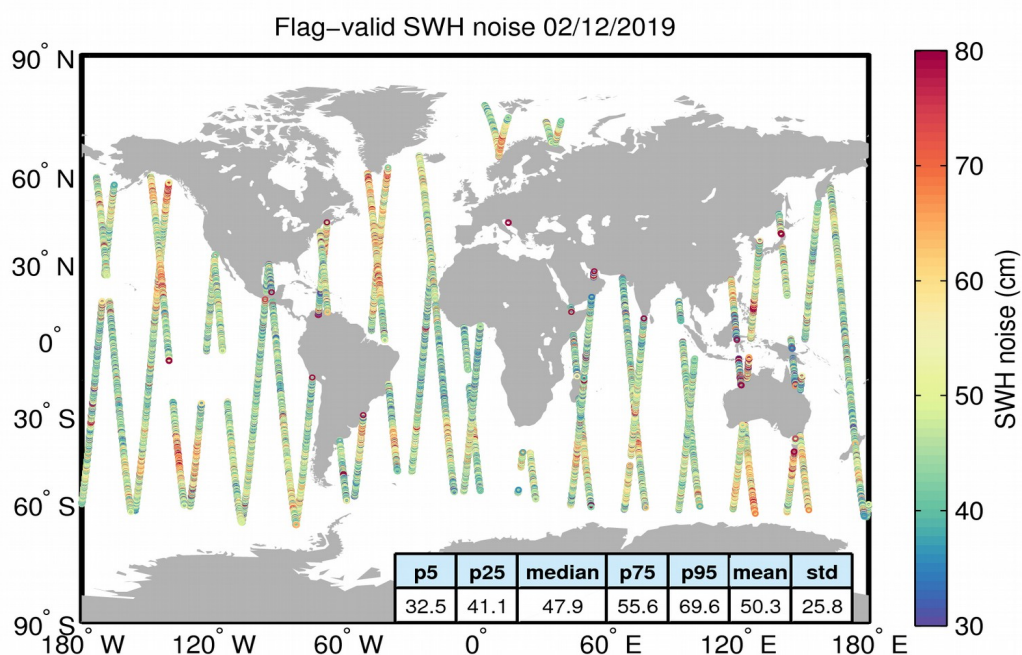 Flag−valid SWH noise 02/12/2019
90° N
60° N
30° N
0°
30° S
60° S
90° S
180° W
120° W
60° W
0°
60° E
120° E
180° E
80
70
60
50
40
30
SWH noise (cm)
p5 p25 median p75 p95 mean std
32.5 41.1 47.9 55.6 69.6 50.3 25.8